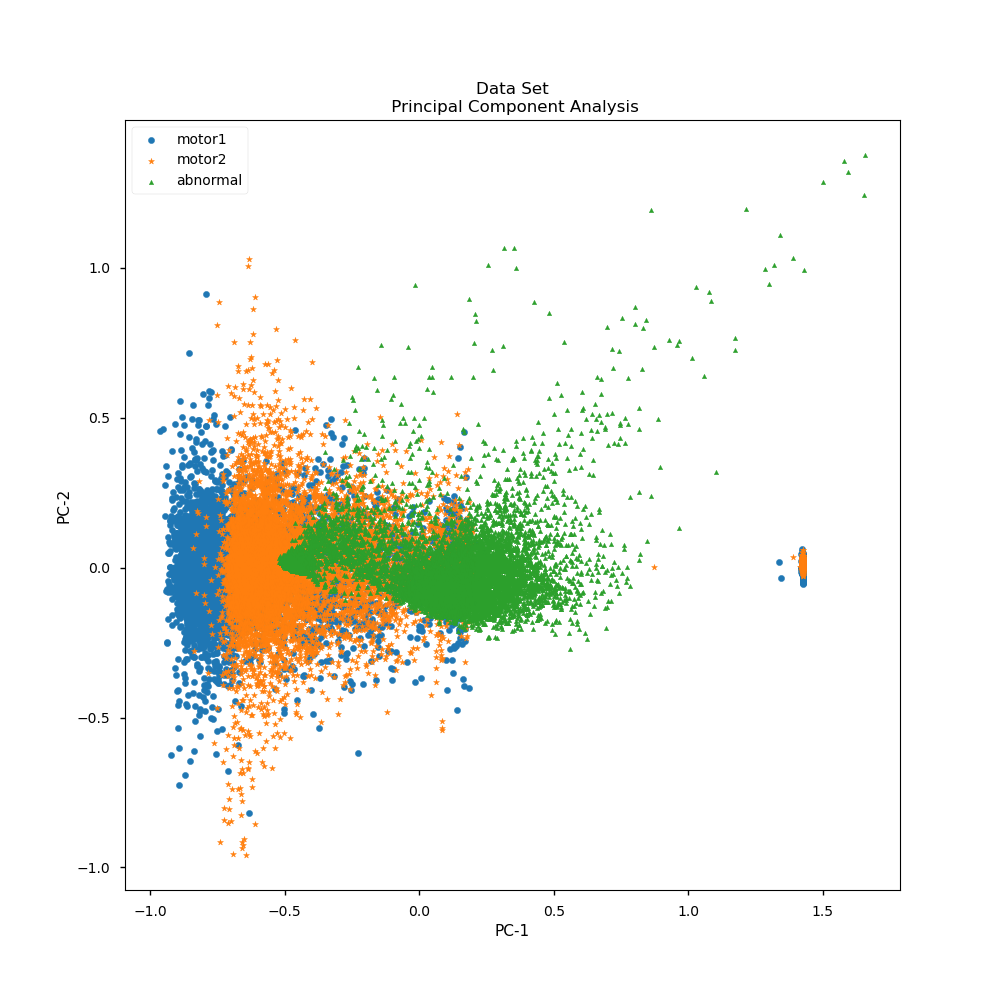 Data Set
Principal Component Analysis
motor1
motor2
abnormal
1.0
0.5
0.0
−0.5
−1.0
PC-2
−1.0 −0.5 0.0 0.5 1.0 1.5
PC-1